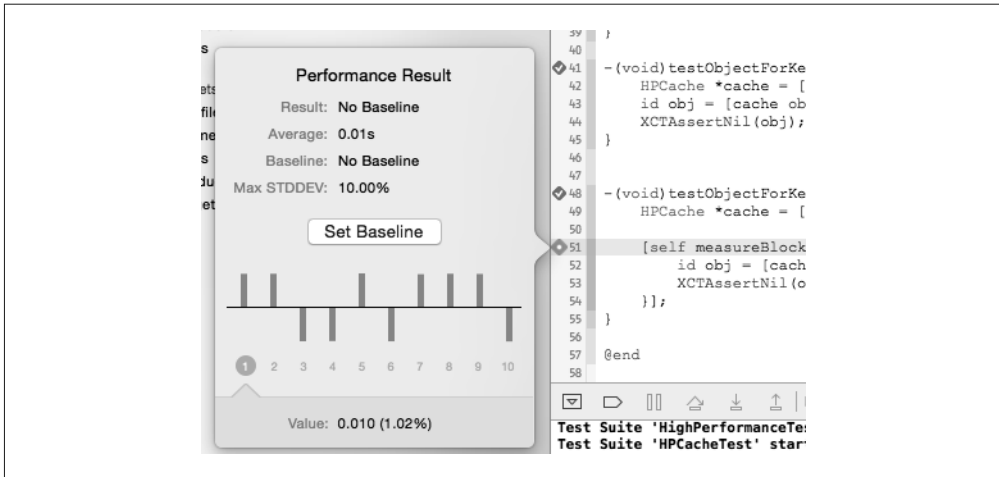 s
ets
file
ne
s
du
et
Performance Result
Result: No Baseline
Average: 0.01s
Baseline: No Baseline
Max STDDEV: 10.00%
Set Baseline
1 2 3 4 5 6 7 8 9 10
Value: 0.010 (1.02%)
39 }
40
41 -(void)testObjectForKe
42 HPCache *cache = [
43 id obj = [cache ob
44 XCTAssertNil(obj);
45 }
46
47
48 -(void)testObjectForKe
49 HPCache *cache = [
50
51 [self measureBlock
52 id obj = [cach
53 XCTAssertNil(o
54 }];
55 }
56
57 @end
58
Test Suite 'HighPerformanceTe
Test Suite 'HPCacheTest' star